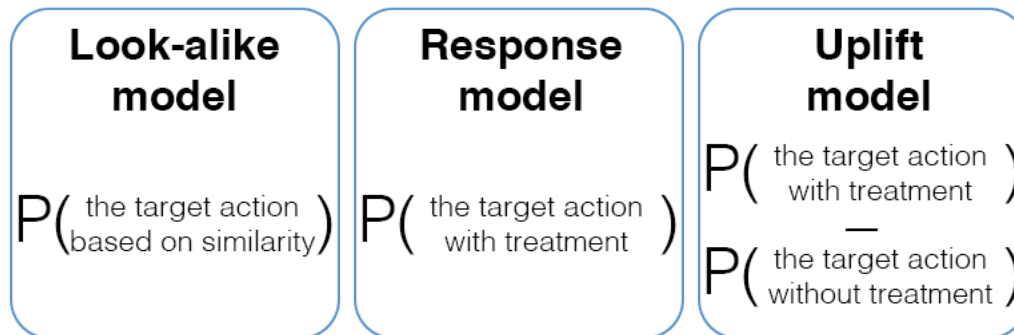 Look-alike
model
P( the target action
based on similarity )
Response
model
P( the target action
with treatment )
Uplift
model
P( the target action
with treatment )
—
P( the target action
without treatment )